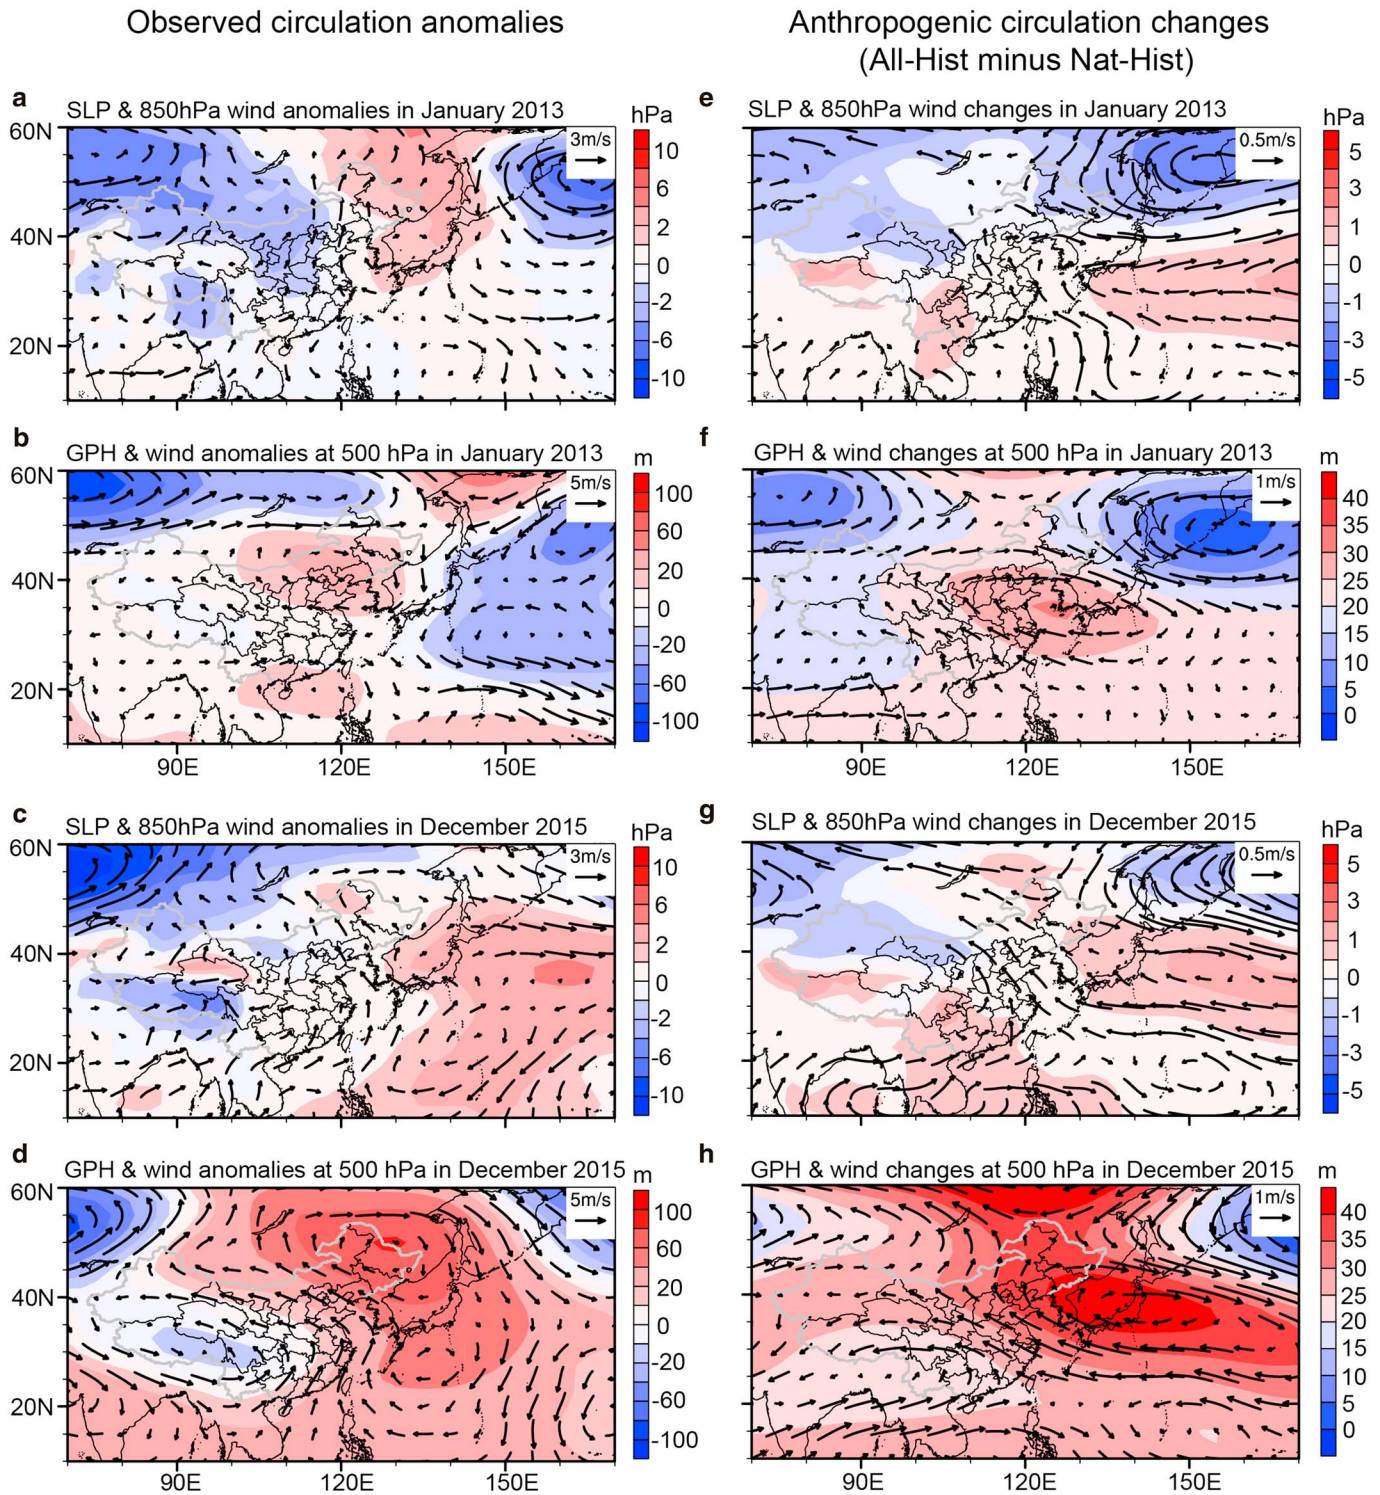 Observed circulation anomalies
Anthropogenic circulation changes
(All-Hist minus Nat-Hist)
a
SLP & 850hPa wind anomalies in January 2013
hPa
3m/s
60N
40N
20N
10
6
2
0
-2
-6
-10
e
SLP & 850hPa wind changes in January 2013
hPa
0.5m/s
5
3
1
0
-1
-3
-5
b
GPH & wind anomalies at 500 hPa in January 2013
m
5m/s
60N
40N
20N
90E
120E
150E
100
60
20
0
-20
-60
-100
f
GPH & wind changes at 500 hPa in January 2013
m
1m/s
90E
120E
150E
40
35
30
25
20
15
10
5
0
c
SLP & 850hPa wind anomalies in December 2015
hPa
3m/s
60N
40N
20N
10
6
2
0
-2
-6
-10
g
SLP & 850hPa wind changes in December 2015
hPa
0.5m/s
5
3
1
0
-1
-3
-5
d
GPH & wind anomalies at 500 hPa in December 2015
m
5m/s
60N
40N
20N
90E
120E
150E
100
60
20
0
-20
-60
-100
h
GPH & wind changes at 500 hPa in December 2015
m
1m/s
90E
120E
150E
40
35
30
25
20
15
10
5
0